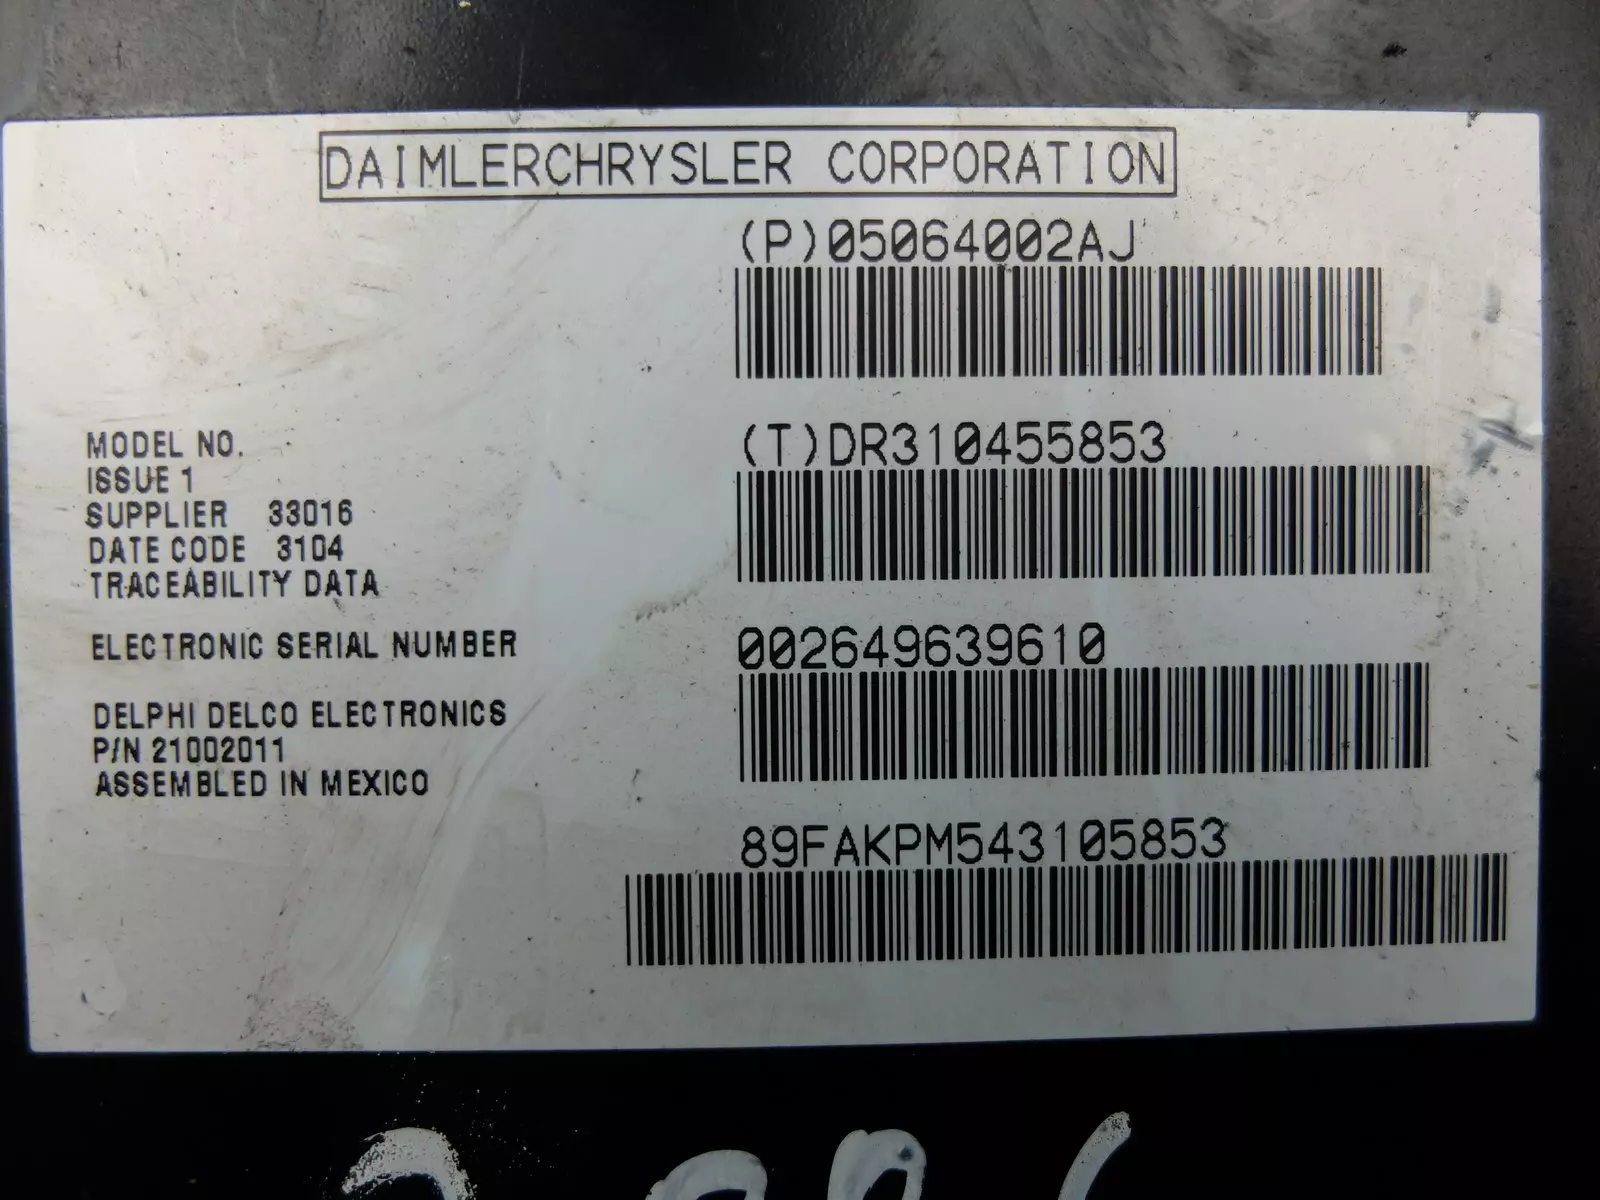 DAIMLERCHRYSLER CORPORATION
(P)05064002AJ
MODEL NO.
ISSUE 1
SUPPLIER 33016
DATE CODE 3104
TRACEABILITY DATA
(T)DR310455853
ELECTRONIC SERIAL NUMBER
002649639610
DELPHI DELCO ELECTRONICS
P/N 21002011
ASSEMBLED IN MEXICO
89FAKPM543105853